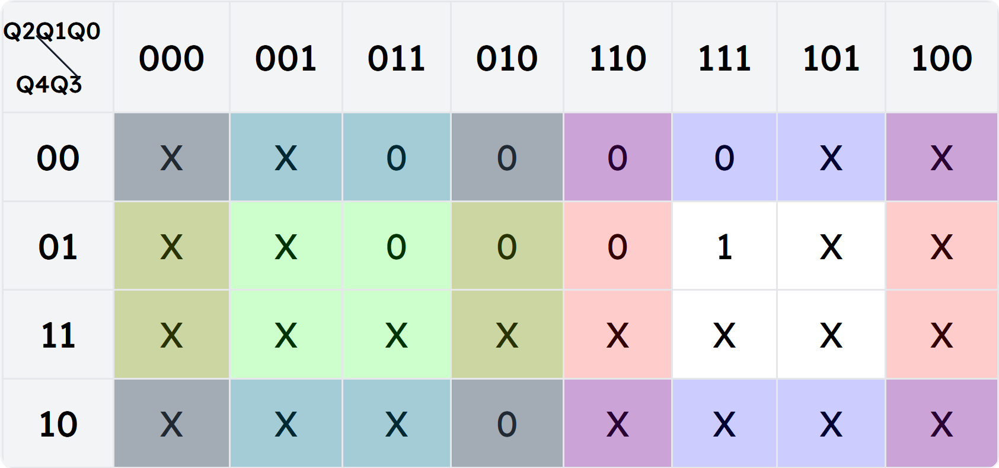 Q2Q1Q0
Q4Q3
000 001 011 010 110 111 101 100
00 X X 0 0 0 0 X X
01 X X 0 0 0 1 X X
11 X X X X X X X X
10 X X X 0 X X X X